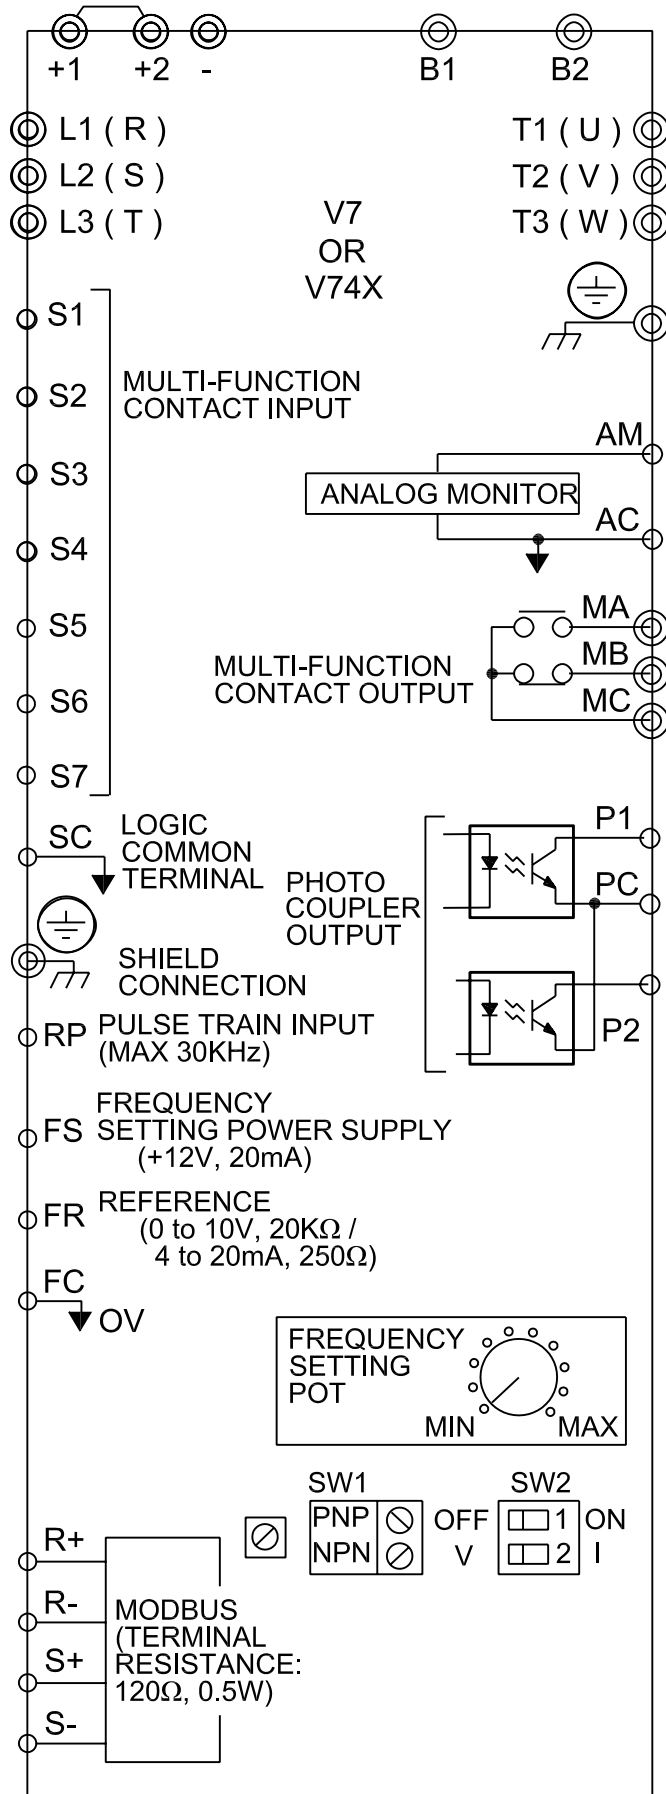 +1 +2 - B1 B2
L1 ( R ) T1 ( U )
L2 ( S ) T2 ( V )
L3 ( T ) T3 ( W )
V7
OR
V74X
S1
S2
S3
S4
S5
S6
S7
MULTI-FUNCTION
CONTACT INPUT
AM
ANALOG MONITOR
AC
MA
MB
MC
MULTI-FUNCTION
CONTACT OUTPUT
SC
LOGIC
COMMON
TERMINAL
PHOTO
COUPLER
OUTPUT
P1
PC
P2
SHIELD
CONNECTION
RP PULSE TRAIN INPUT
(MAX 30KHz)
FS FREQUENCY
SETTING POWER SUPPLY
(+12V, 20mA)
FR REFERENCE
(0 to 10V, 20KΩ /
4 to 20mA, 250Ω)
FC
OV
FREQUENCY
SETTING
POT
MIN MAX
SW1 SW2
PNP OFF 1 ON
NPN V 2 I
R+
R-
S+
S-
MODBUS
(TERMINAL
RESISTANCE:
120Ω, 0.5W)